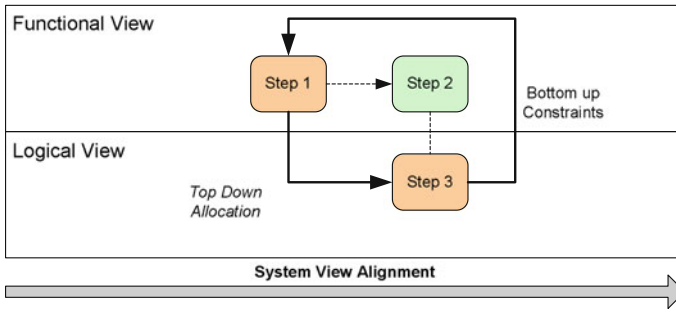 Functional View
Step 1
Step 2
Bottom up
Constraints
Logical View
Step 3
Top Down
Allocation
System View Alignment